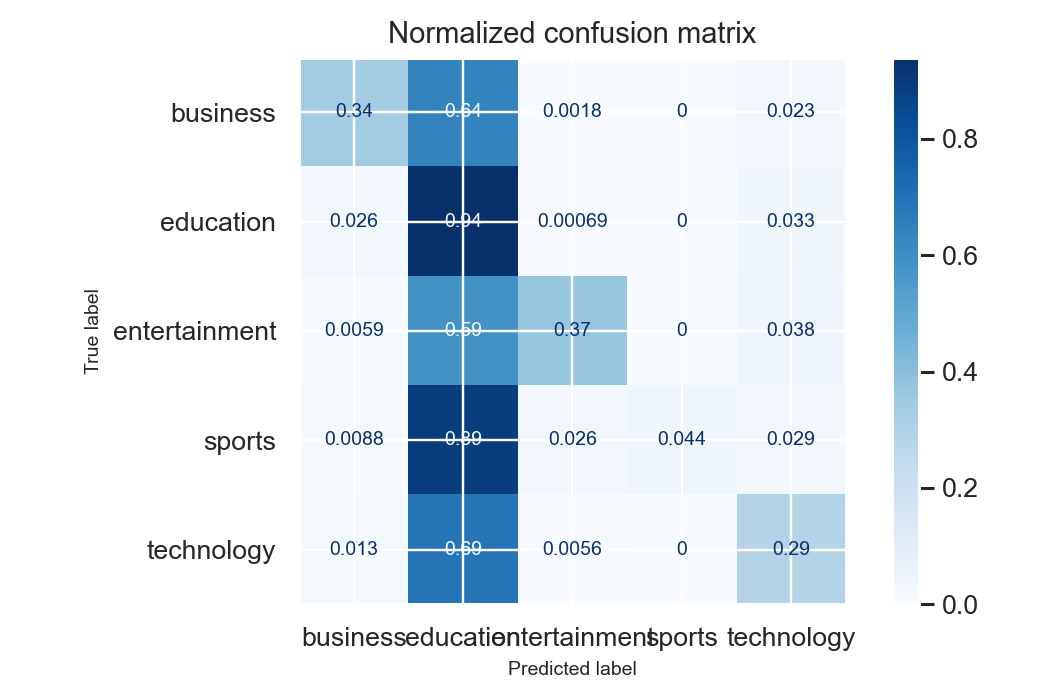 Normalized confusion matrix
business 0.34 0.64 0.0018 0 0.023
education 0.026 0.94 0.00069 0 0.033
entertainment 0.0059 0.59 0.37 0 0.038
sports 0.0088 0.89 0.026 0.044 0.029
technology 0.013 0.69 0.0056 0 0.29
True label
business education entertainment sports technology
Predicted label
0.8
0.6
0.4
0.2
0.0